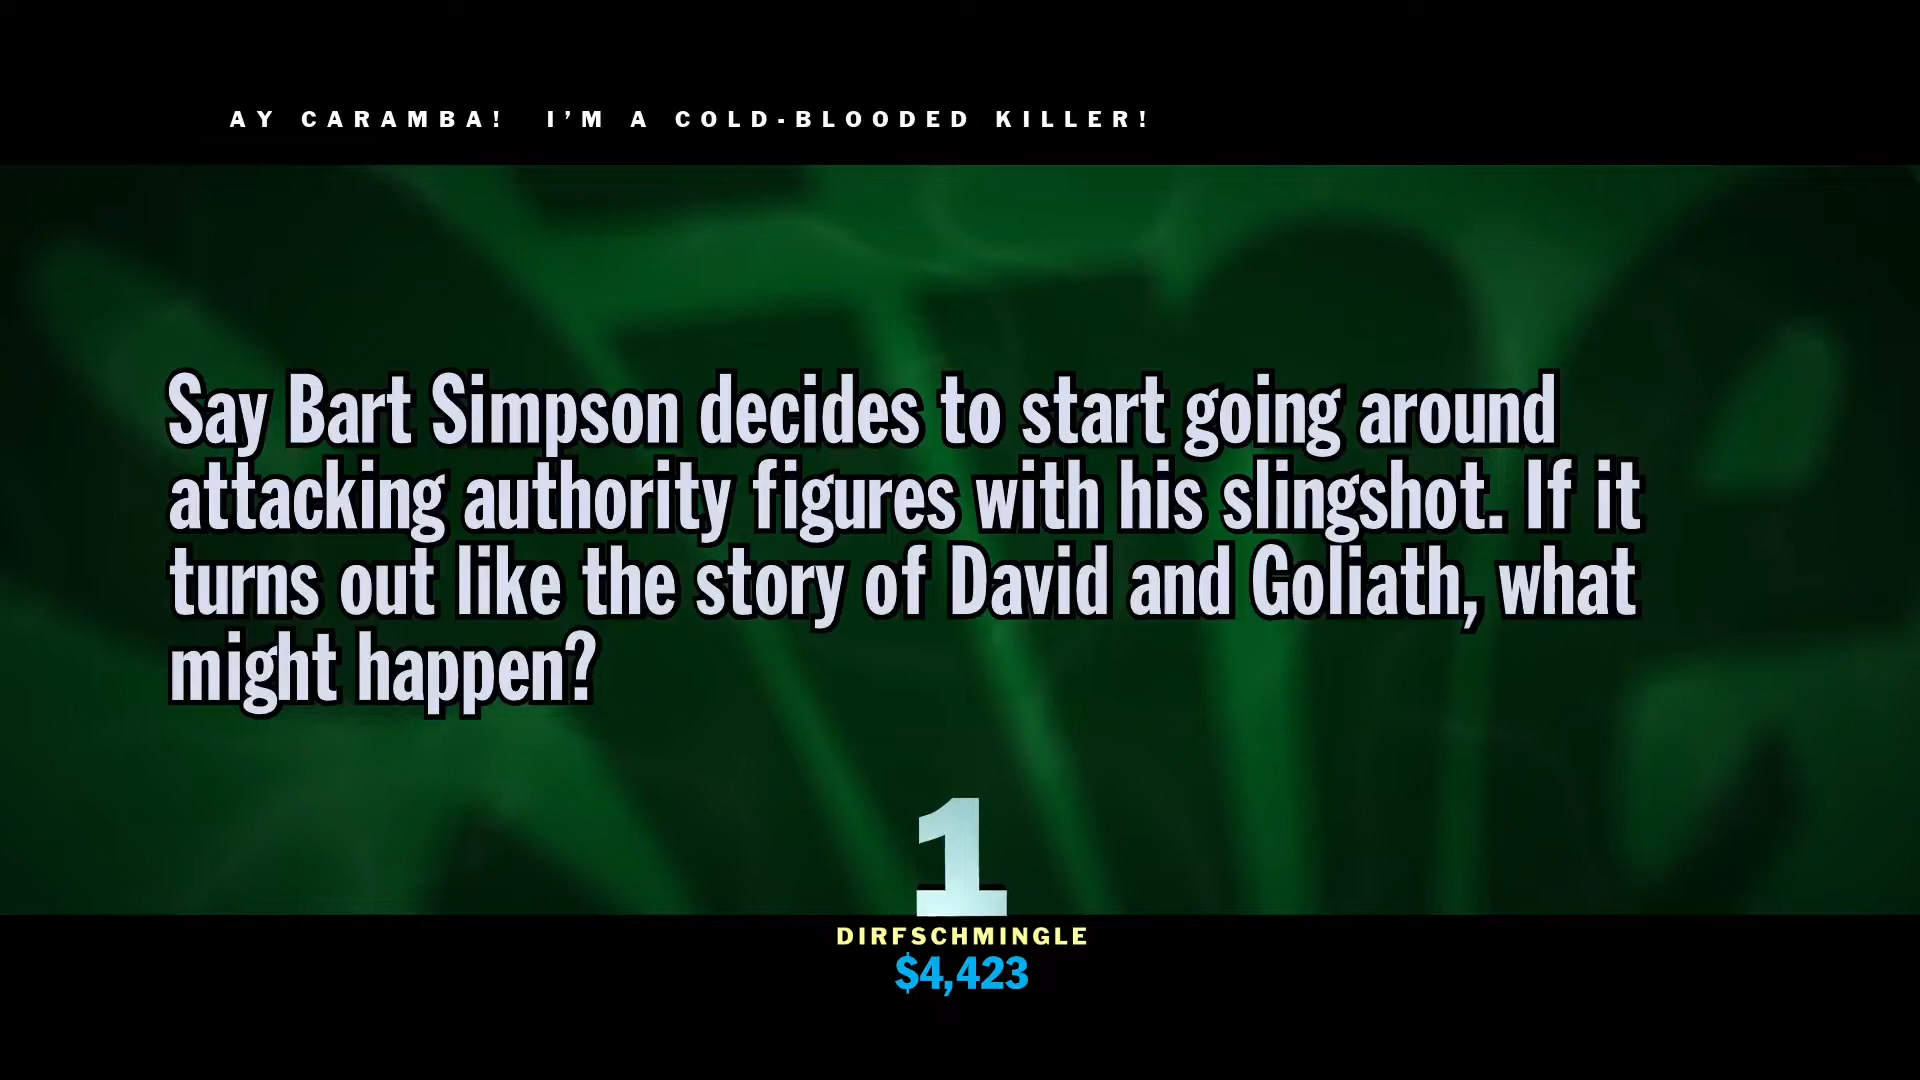 AY CARAMBA! I'M A COLD-BLOODED KILLER!
Say Bart Simpson decides to start going around
attacking authority figures with his slingshot. If it
turns out like the story of David and Goliath, what
might happen?
1
DIRFSCHMINGLE
$4,423